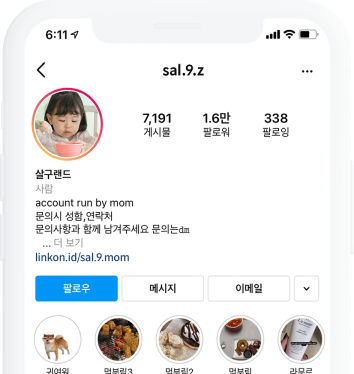 6:11
sal.9.z
7,191 1.6만 338
게시물 팔로워 팔로잉
살구랜드
사람
account run by mom
문의시 성함,연락처
문의사항과 함께 남겨주세요 문의는dm
... 더 보기
linkon.id/sal.9.mom
팔로우 메시지 이메일
귀여워 먹부림3 먹부림2 먹부림 라무르